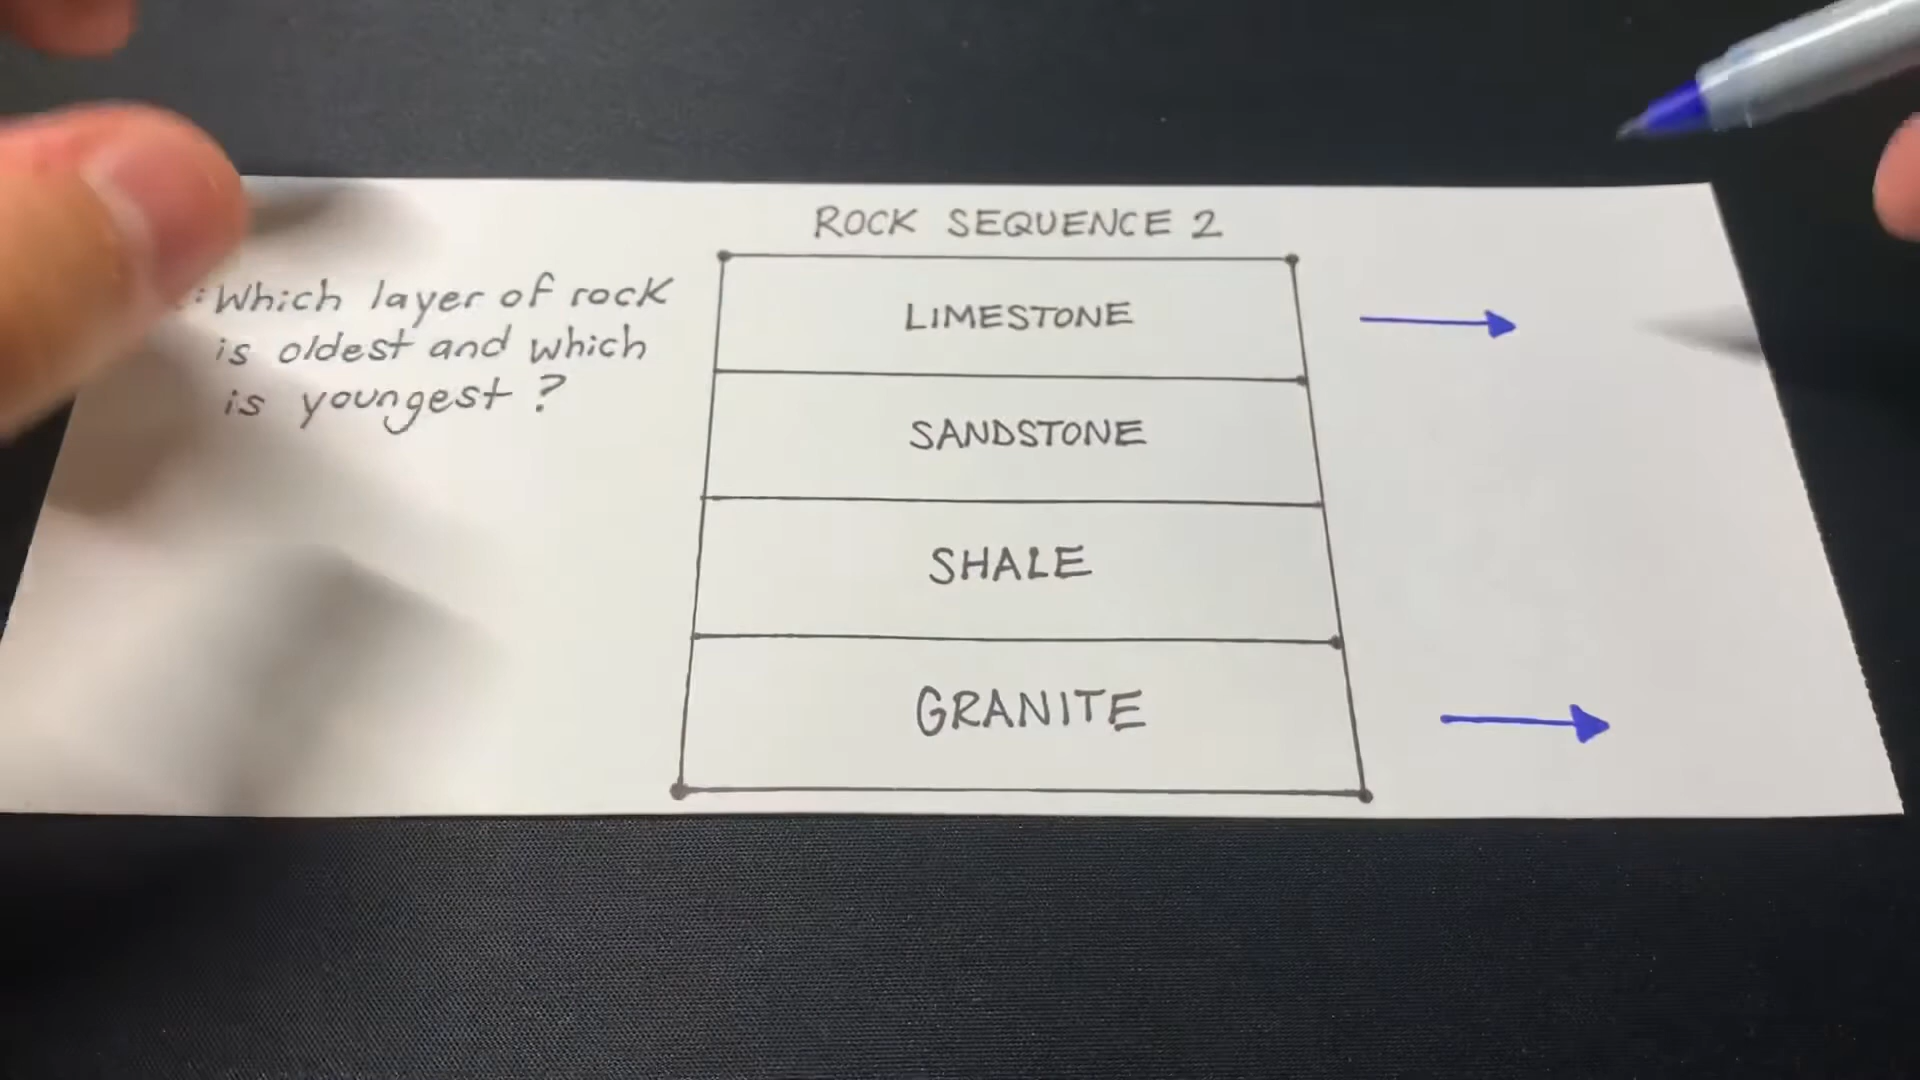 ROCK SEQUENCE 2
: Which layer of rock
is oldest and which
is youngest?
LIMESTONE
SANDSTONE
SHALE
GRANITE